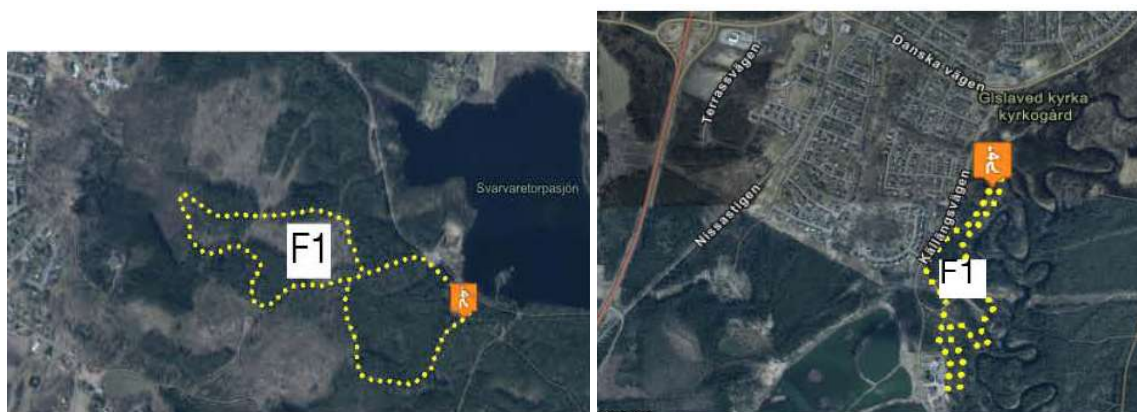 F1
Svarvaretorpasjön
Danska vägen
Terrassvägen
Gislaved kyrka
kyrkogård
Nissastigen
Källängsvägen
F1